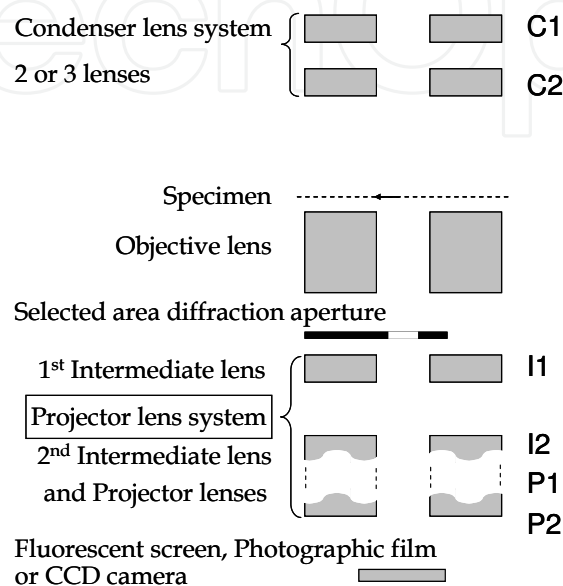 Condenser lens system
2 or 3 lenses
C1
C2
Specimen
Objective lens
Selected area diffraction aperture
1st Intermediate lens
I1
Projector lens system
2nd Intermediate lens
and Projector lenses
I2
P1
P2
Fluorescent screen, Photographic film
or CCD camera